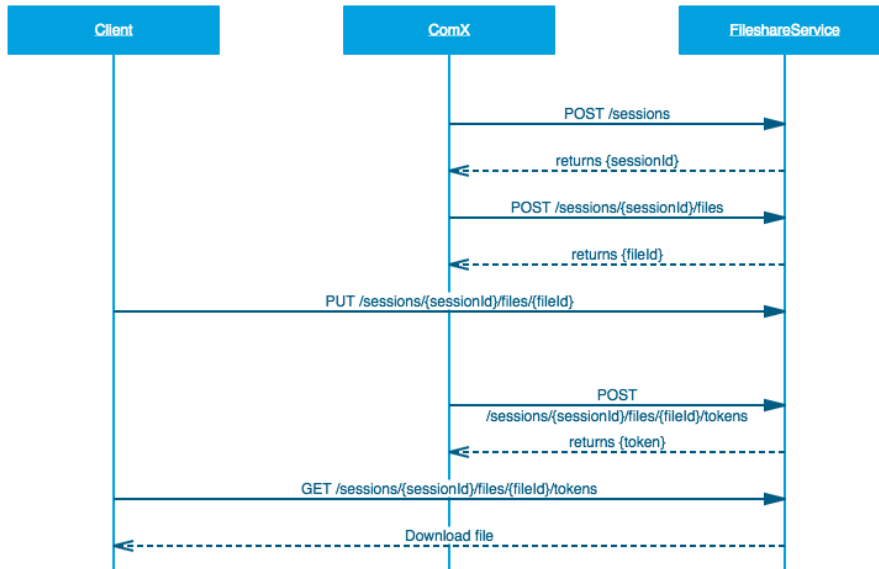 Client
ComX
FileshareService
POST /sessions
returns {sessionId}
POST /sessions/{sessionId}/files
returns {fileId}
PUT /sessions/{sessionId}/files/{fileId}
POST
/sessions/{sessionId}/files/{fileId}/tokens
returns {token}
GET /sessions/{sessionId}/files/{fileId}/tokens
Download file